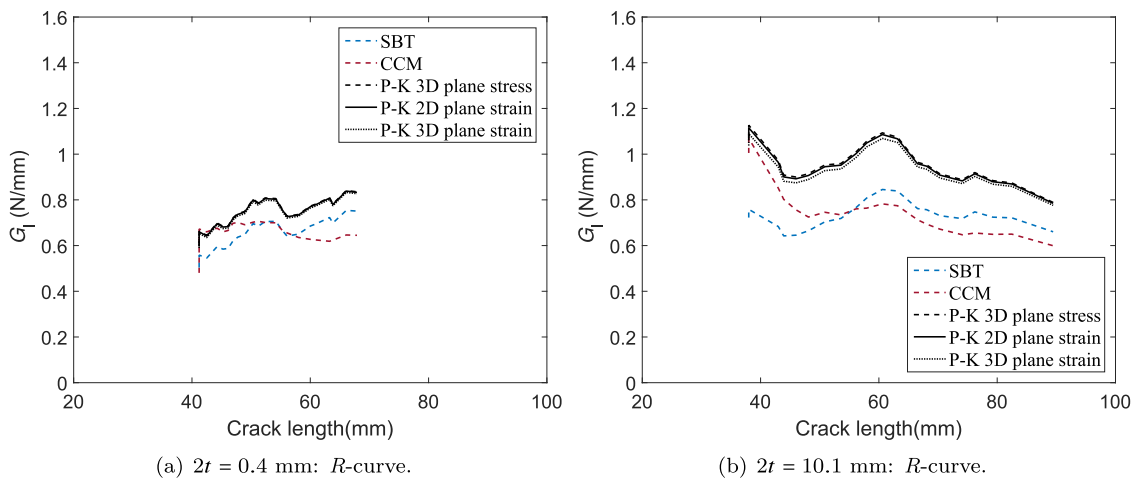 1.6
1.4
1.2
1
0.8
0.6
0.4
0.2
0
G_I (N/mm)
20
40
60
80
100
Crack length(mm)
SBT
CCM
P-K 3D plane stress
P-K 2D plane strain
P-K 3D plane strain
(a) 2t = 0.4 mm: R-curve.
1.6
1.4
1.2
1
0.8
0.6
0.4
0.2
0
G_I (N/mm)
20
40
60
80
100
Crack length(mm)
SBT
CCM
P-K 3D plane stress
P-K 2D plane strain
P-K 3D plane strain
(b) 2t = 10.1 mm: R-curve.